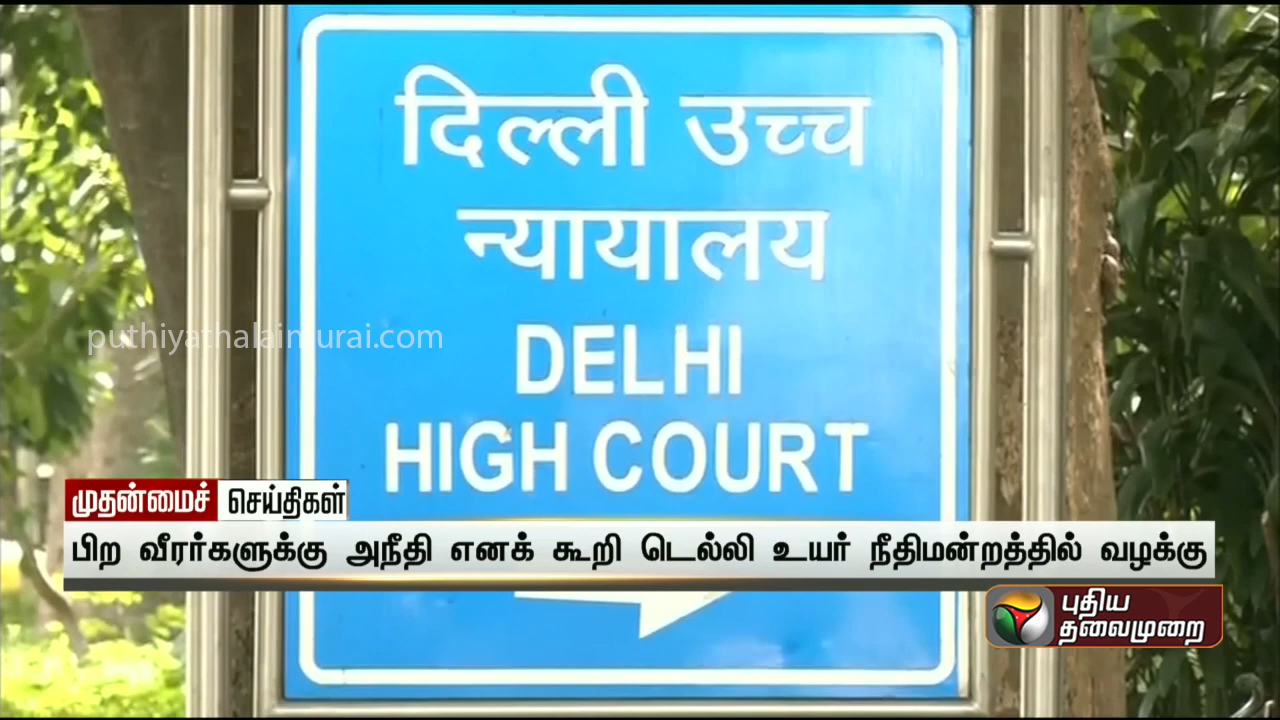 दिल्ली उच्च
न्यायालय
puthiyathalaimurai.com
DELHI
HIGH COURT
முதன்மைச் செய்திகள்
பிற வீரர்களுக்கு அநீதி எனக் கூறி டெல்லி உயர் நீதிமன்றத்தில் வழக்கு
புதிய
தலைமுறை